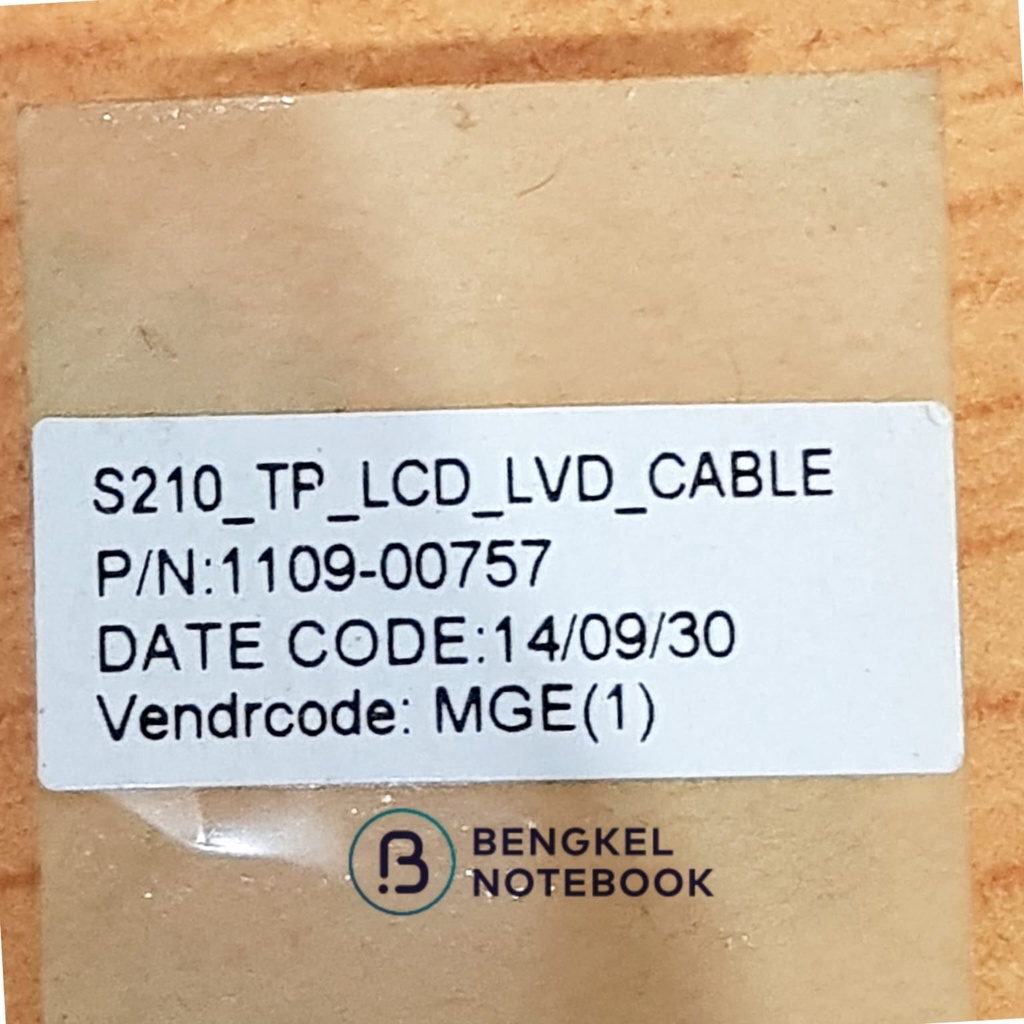 S210_TP_LCD_LVD_CABLE
P/N:1109-00757
DATE CODE:14/09/30
Vendrcode: MGE(1)
BENGKEL
NOTEBOOK